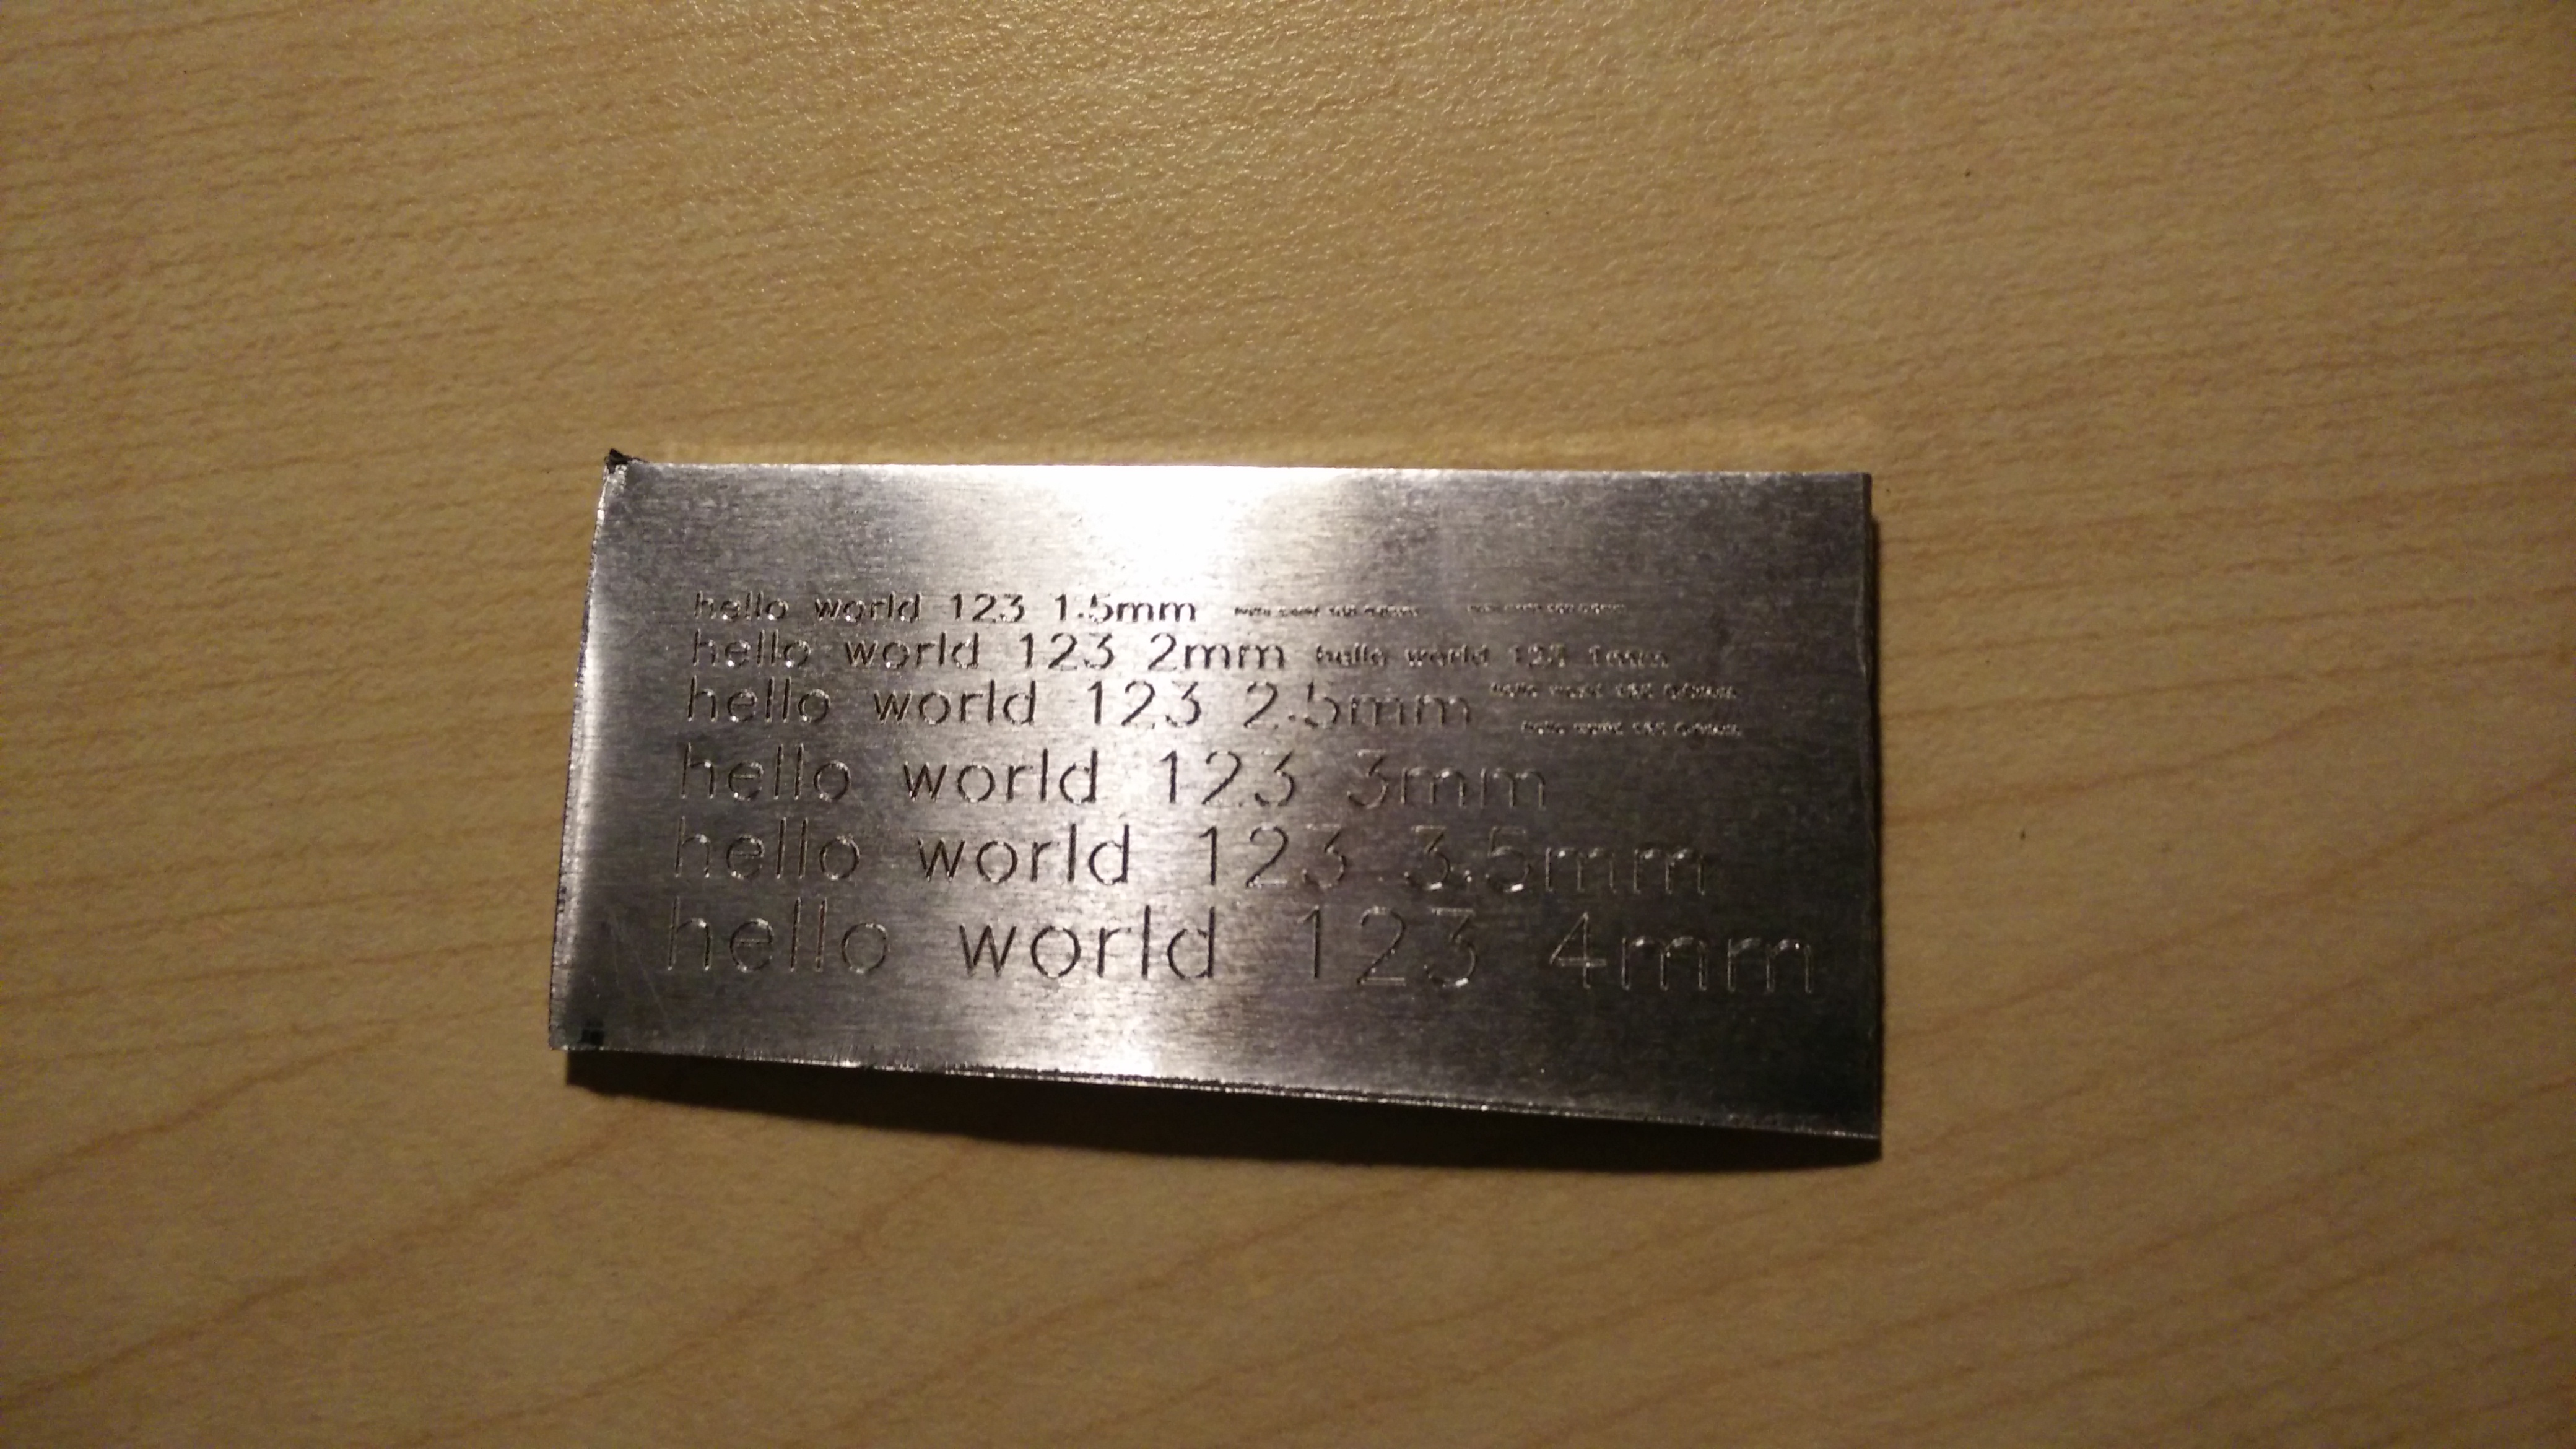 hello world 123 1.5mm
hello world 123 2mm hello world 123 1mm
hello world 123 2.5mm
hello world 123 3mm
hello world 123 3.5mm
hello world 123 4mm